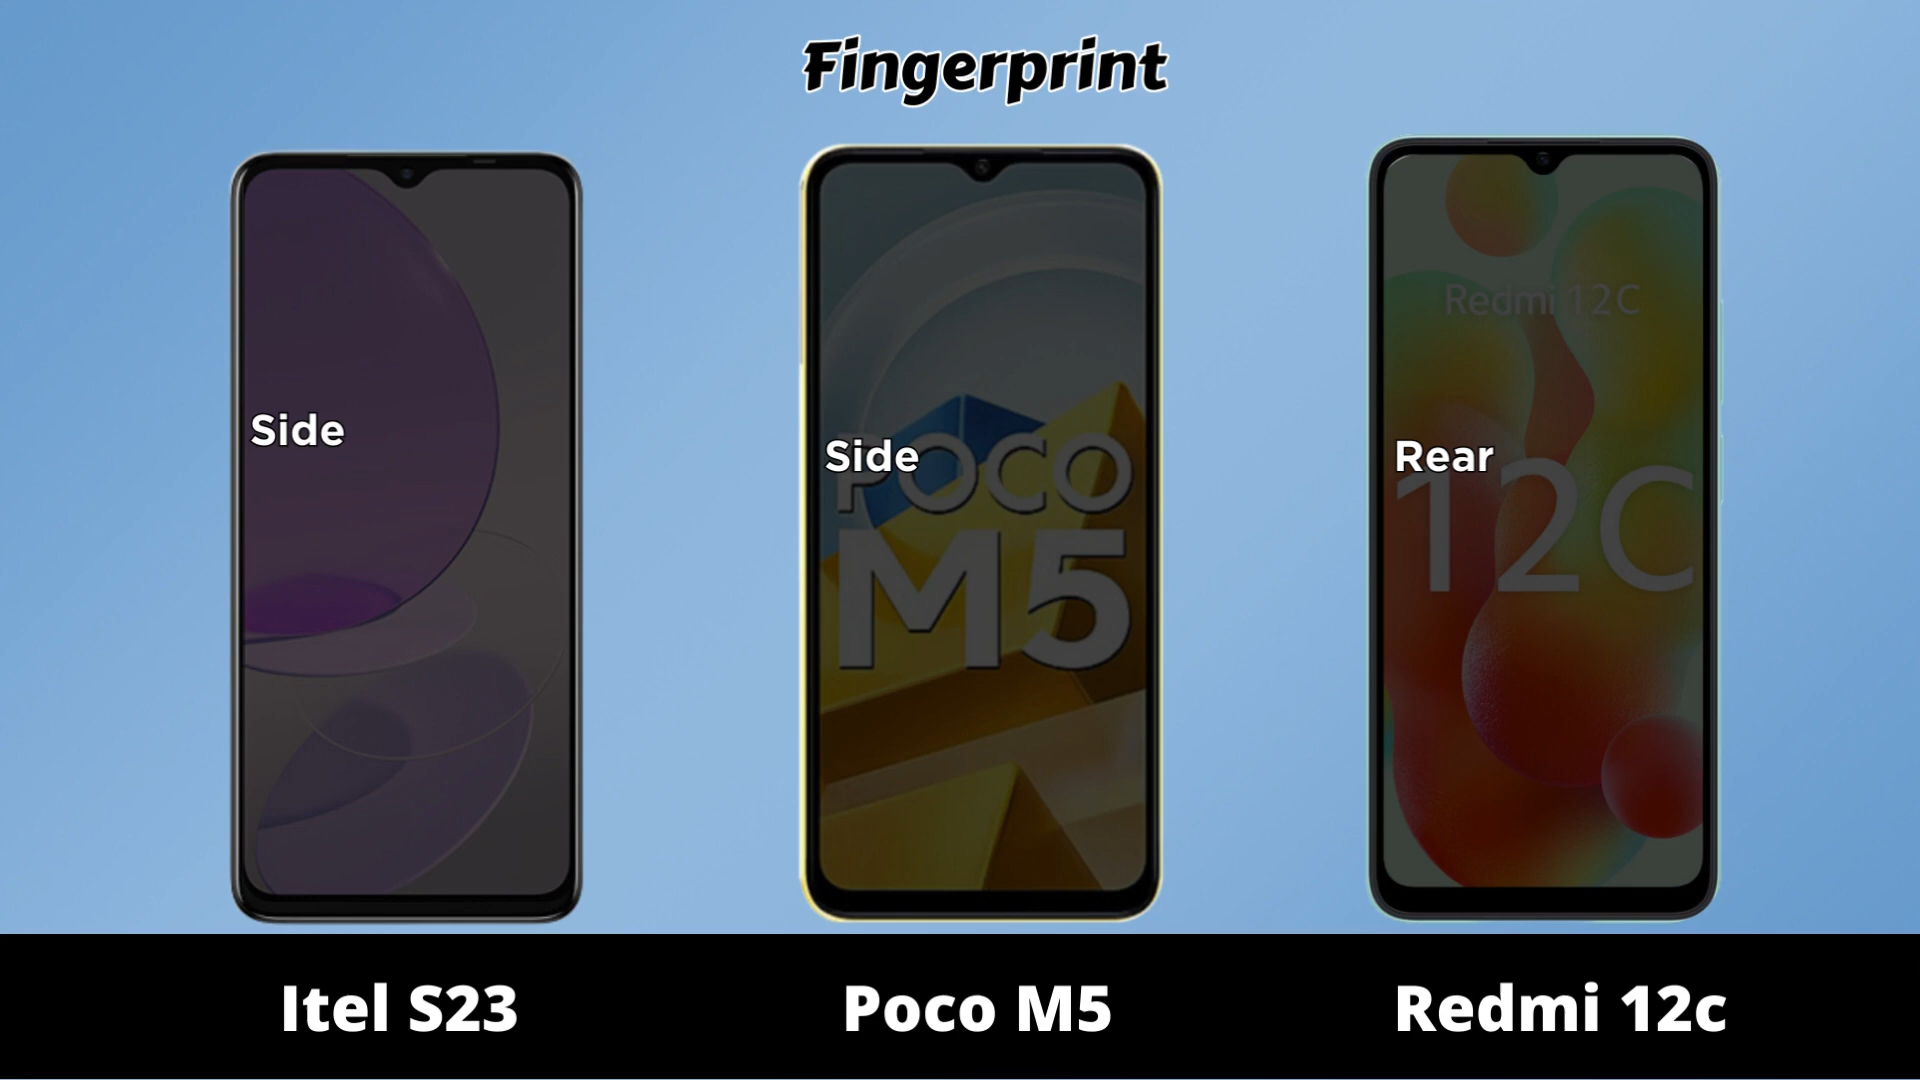 Fingerprint
Side
POCO
M5
Side
Redmi 12C
12C
Rear
Itel S23
Poco M5
Redmi 12c